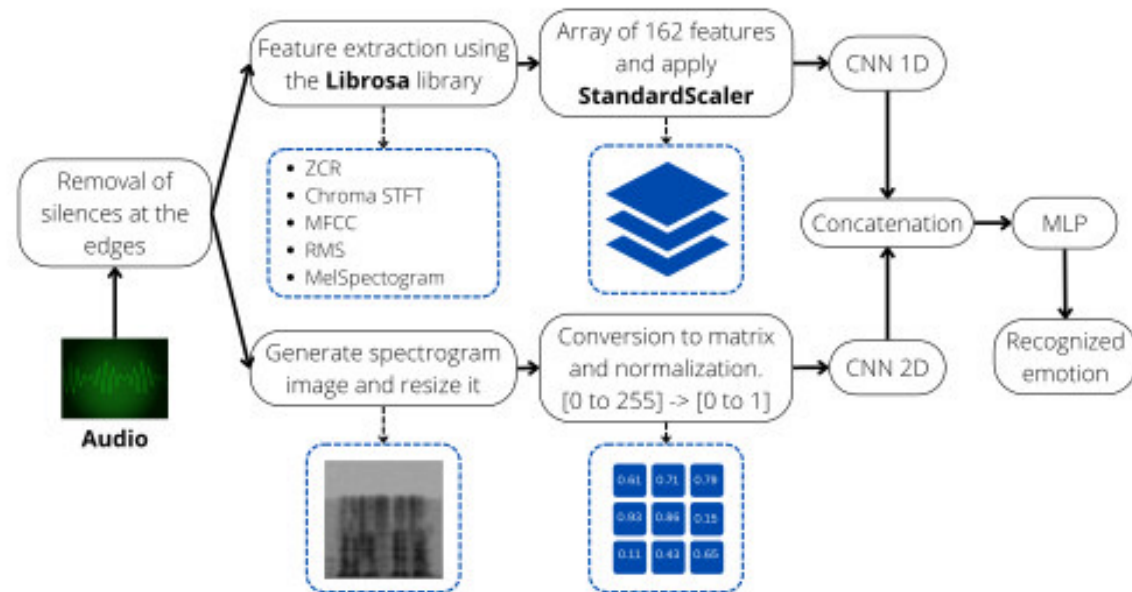 Feature extraction using
the Librosa library
Array of 162 features
and apply
StandardScaler
CNN 1D
• ZCR
• Chroma STFT
• MFCC
• RMS
• MelSpectogram
Removal of
silences at the
edges
Audio
Concatenation
MLP
Recognized
emotion
Generate spectrogram
image and resize it
Conversion to matrix
and normalization.
[0 to 255] -> [0 to 1]
CNN 2D
0.61 0.71 0.79
0.93 0.86 0.15
0.11 0.43 0.65